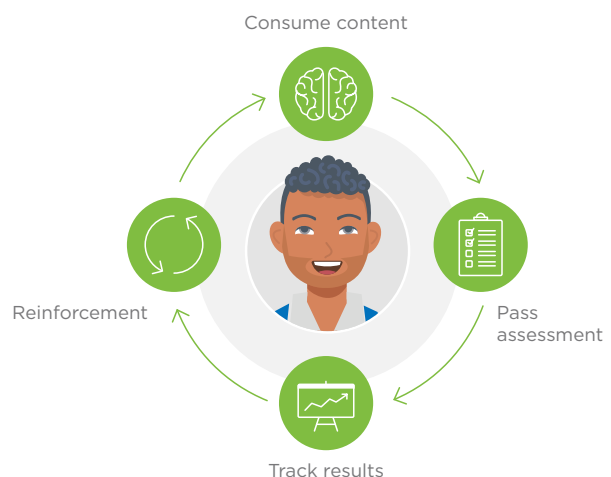 Consume content
Reinforcement
Pass
assessment
Track results